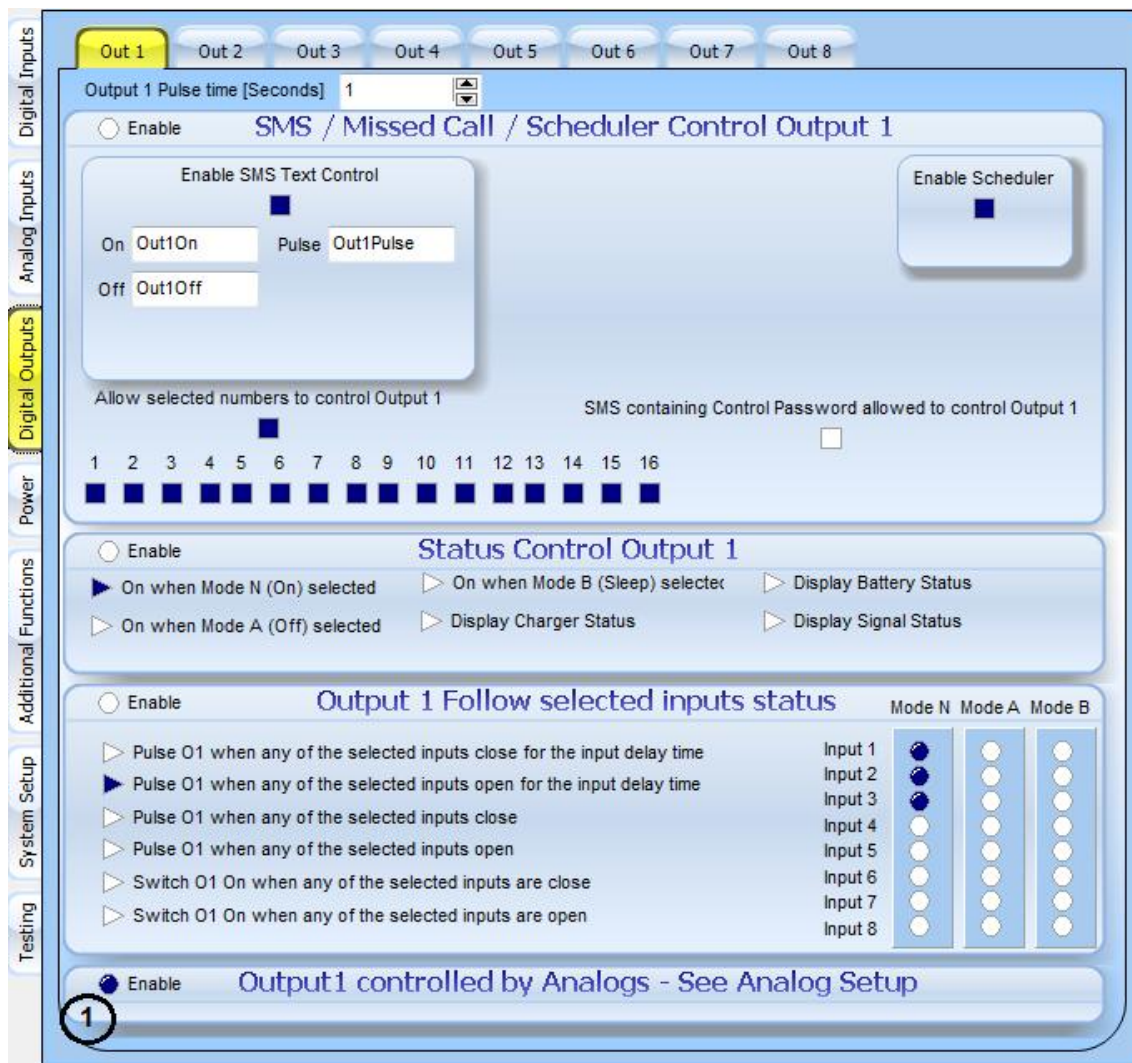 Digital Inputs
Analog Inputs
Digital Outputs
Power
Additional Functions
System Setup
Testing
Out 1 Out 2 Out 3 Out 4 Out 5 Out 6 Out 7 Out 8
Output 1 Pulse time [Seconds] 1
Enable SMS / Missed Call / Scheduler Control Output 1
Enable SMS Text Control
Enable Scheduler
On Out1On Pulse Out1Pulse
Off Out1Off
Allow selected numbers to control Output 1
SMS containing Control Password allowed to control Output 1
1 2 3 4 5 6 7 8 9 10 11 12 13 14 15 16
Enable Status Control Output 1
On when Mode N (On) selected On when Mode B (Sleep) selectec Display Battery Status
On when Mode A (Off) selected Display Charger Status Display Signal Status
Enable Output 1 Follow selected inputs status Mode N Mode A Mode B
Pulse O1 when any of the selected inputs close for the input delay time Input 1
Pulse O1 when any of the selected inputs open for the input delay time Input 2
Input 3
Pulse O1 when any of the selected inputs close Input 4
Pulse O1 when any of the selected inputs open Input 5
Switch O1 On when any of the selected inputs are close Input 6
Input 7
Switch O1 On when any of the selected inputs are open Input 8
Enable Output1 controlled by Analogs - See Analog Setup
1